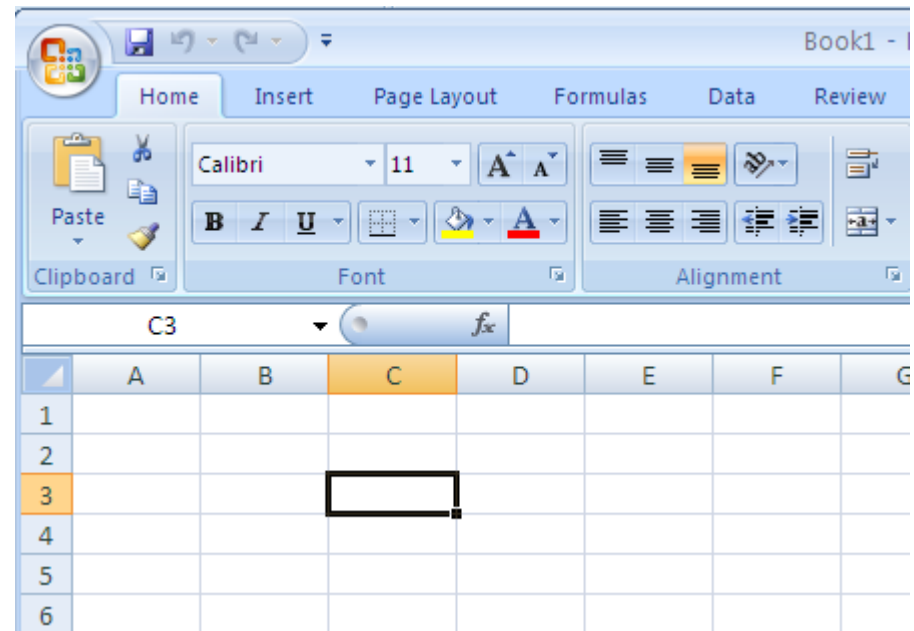 Book1 -
Home Insert Page Layout Formulas Data Review
Calibri 11 A A
Paste B I U A a
Clipboard Font Alignment
C3 fx
A B C D E F G
1
2
3
4
5
6